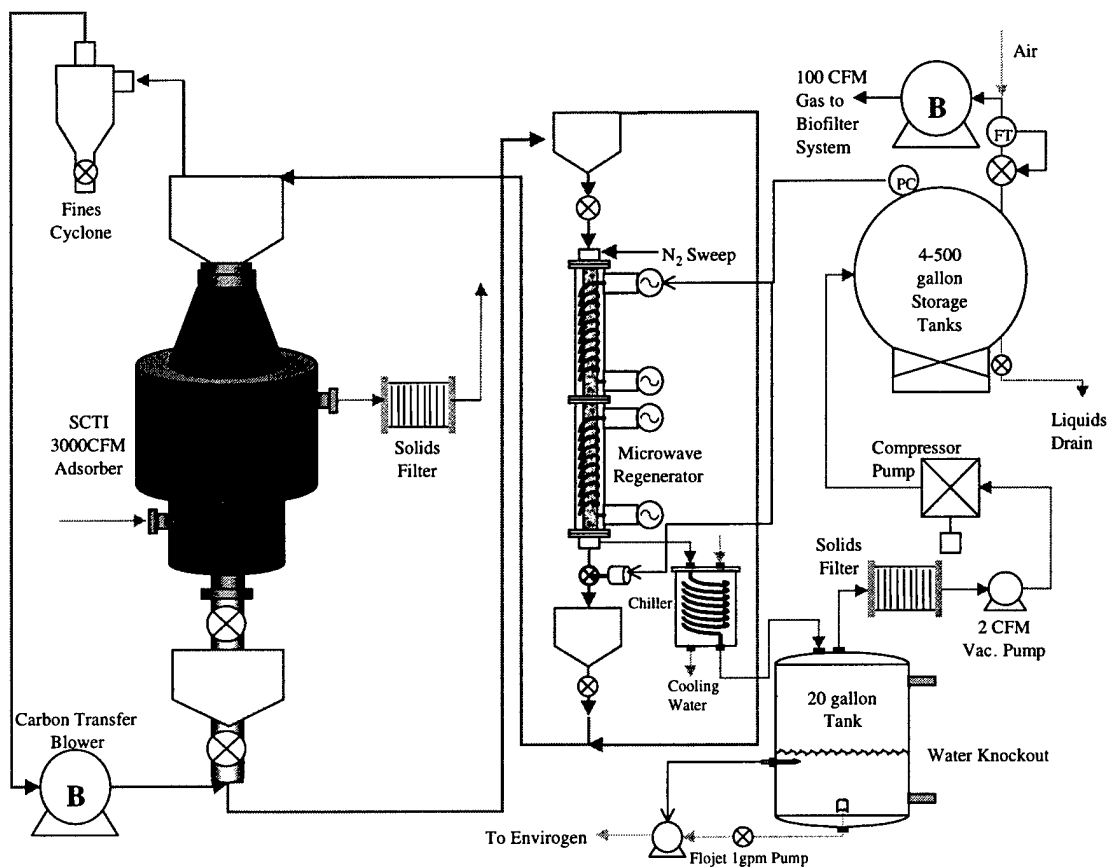 Air
100 CFM
Gas to
Biofilter
System
B
FT
PC
Fines
Cyclone
N2 Sweep
4-500
gallon
Storage
Tanks
SCTI
3000CFM
Adsorber
Solids
Filter
Microwave
Regenerator
Liquids
Drain
Compressor
Pump
Solids
Filter
Chiller
2 CFM
Vac. Pump
Cooling
Water
20 gallon
Tank
Carbon Transfer
Blower
B
Water Knockout
To Envirogen
Flojet 1gpm Pump